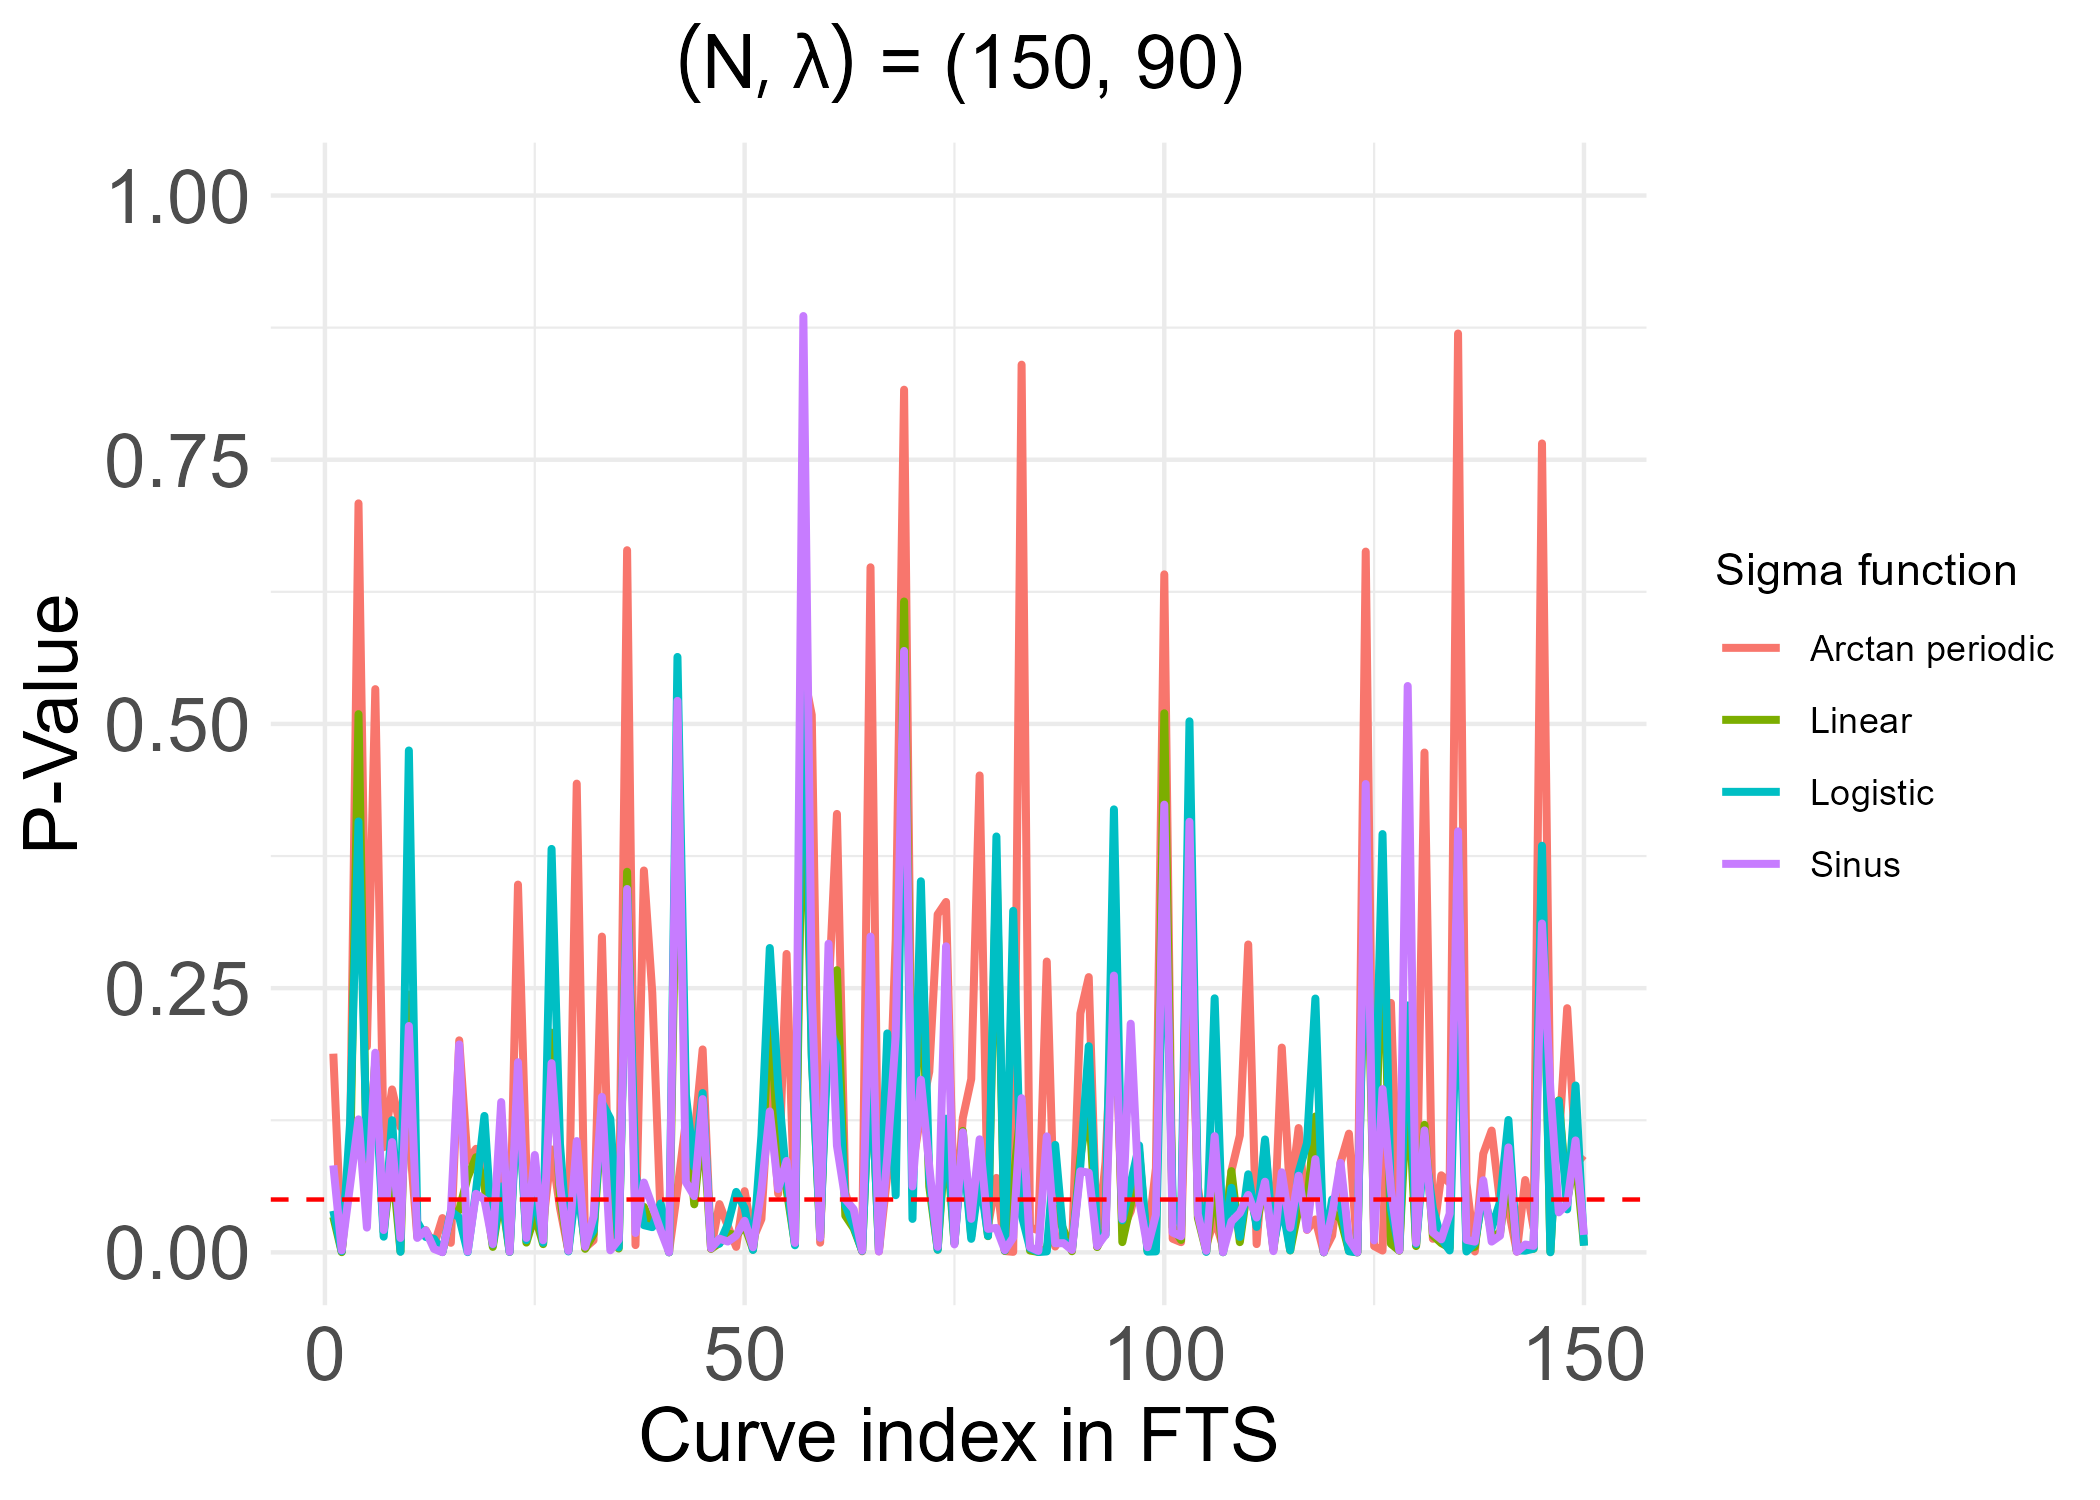 (N, λ) = (150, 90)
1.00
0.75
0.50
0.25
0.00
P-Value
0 50 100 150
Curve index in FTS
Sigma function
Arctan periodic
Linear
Logistic
Sinus